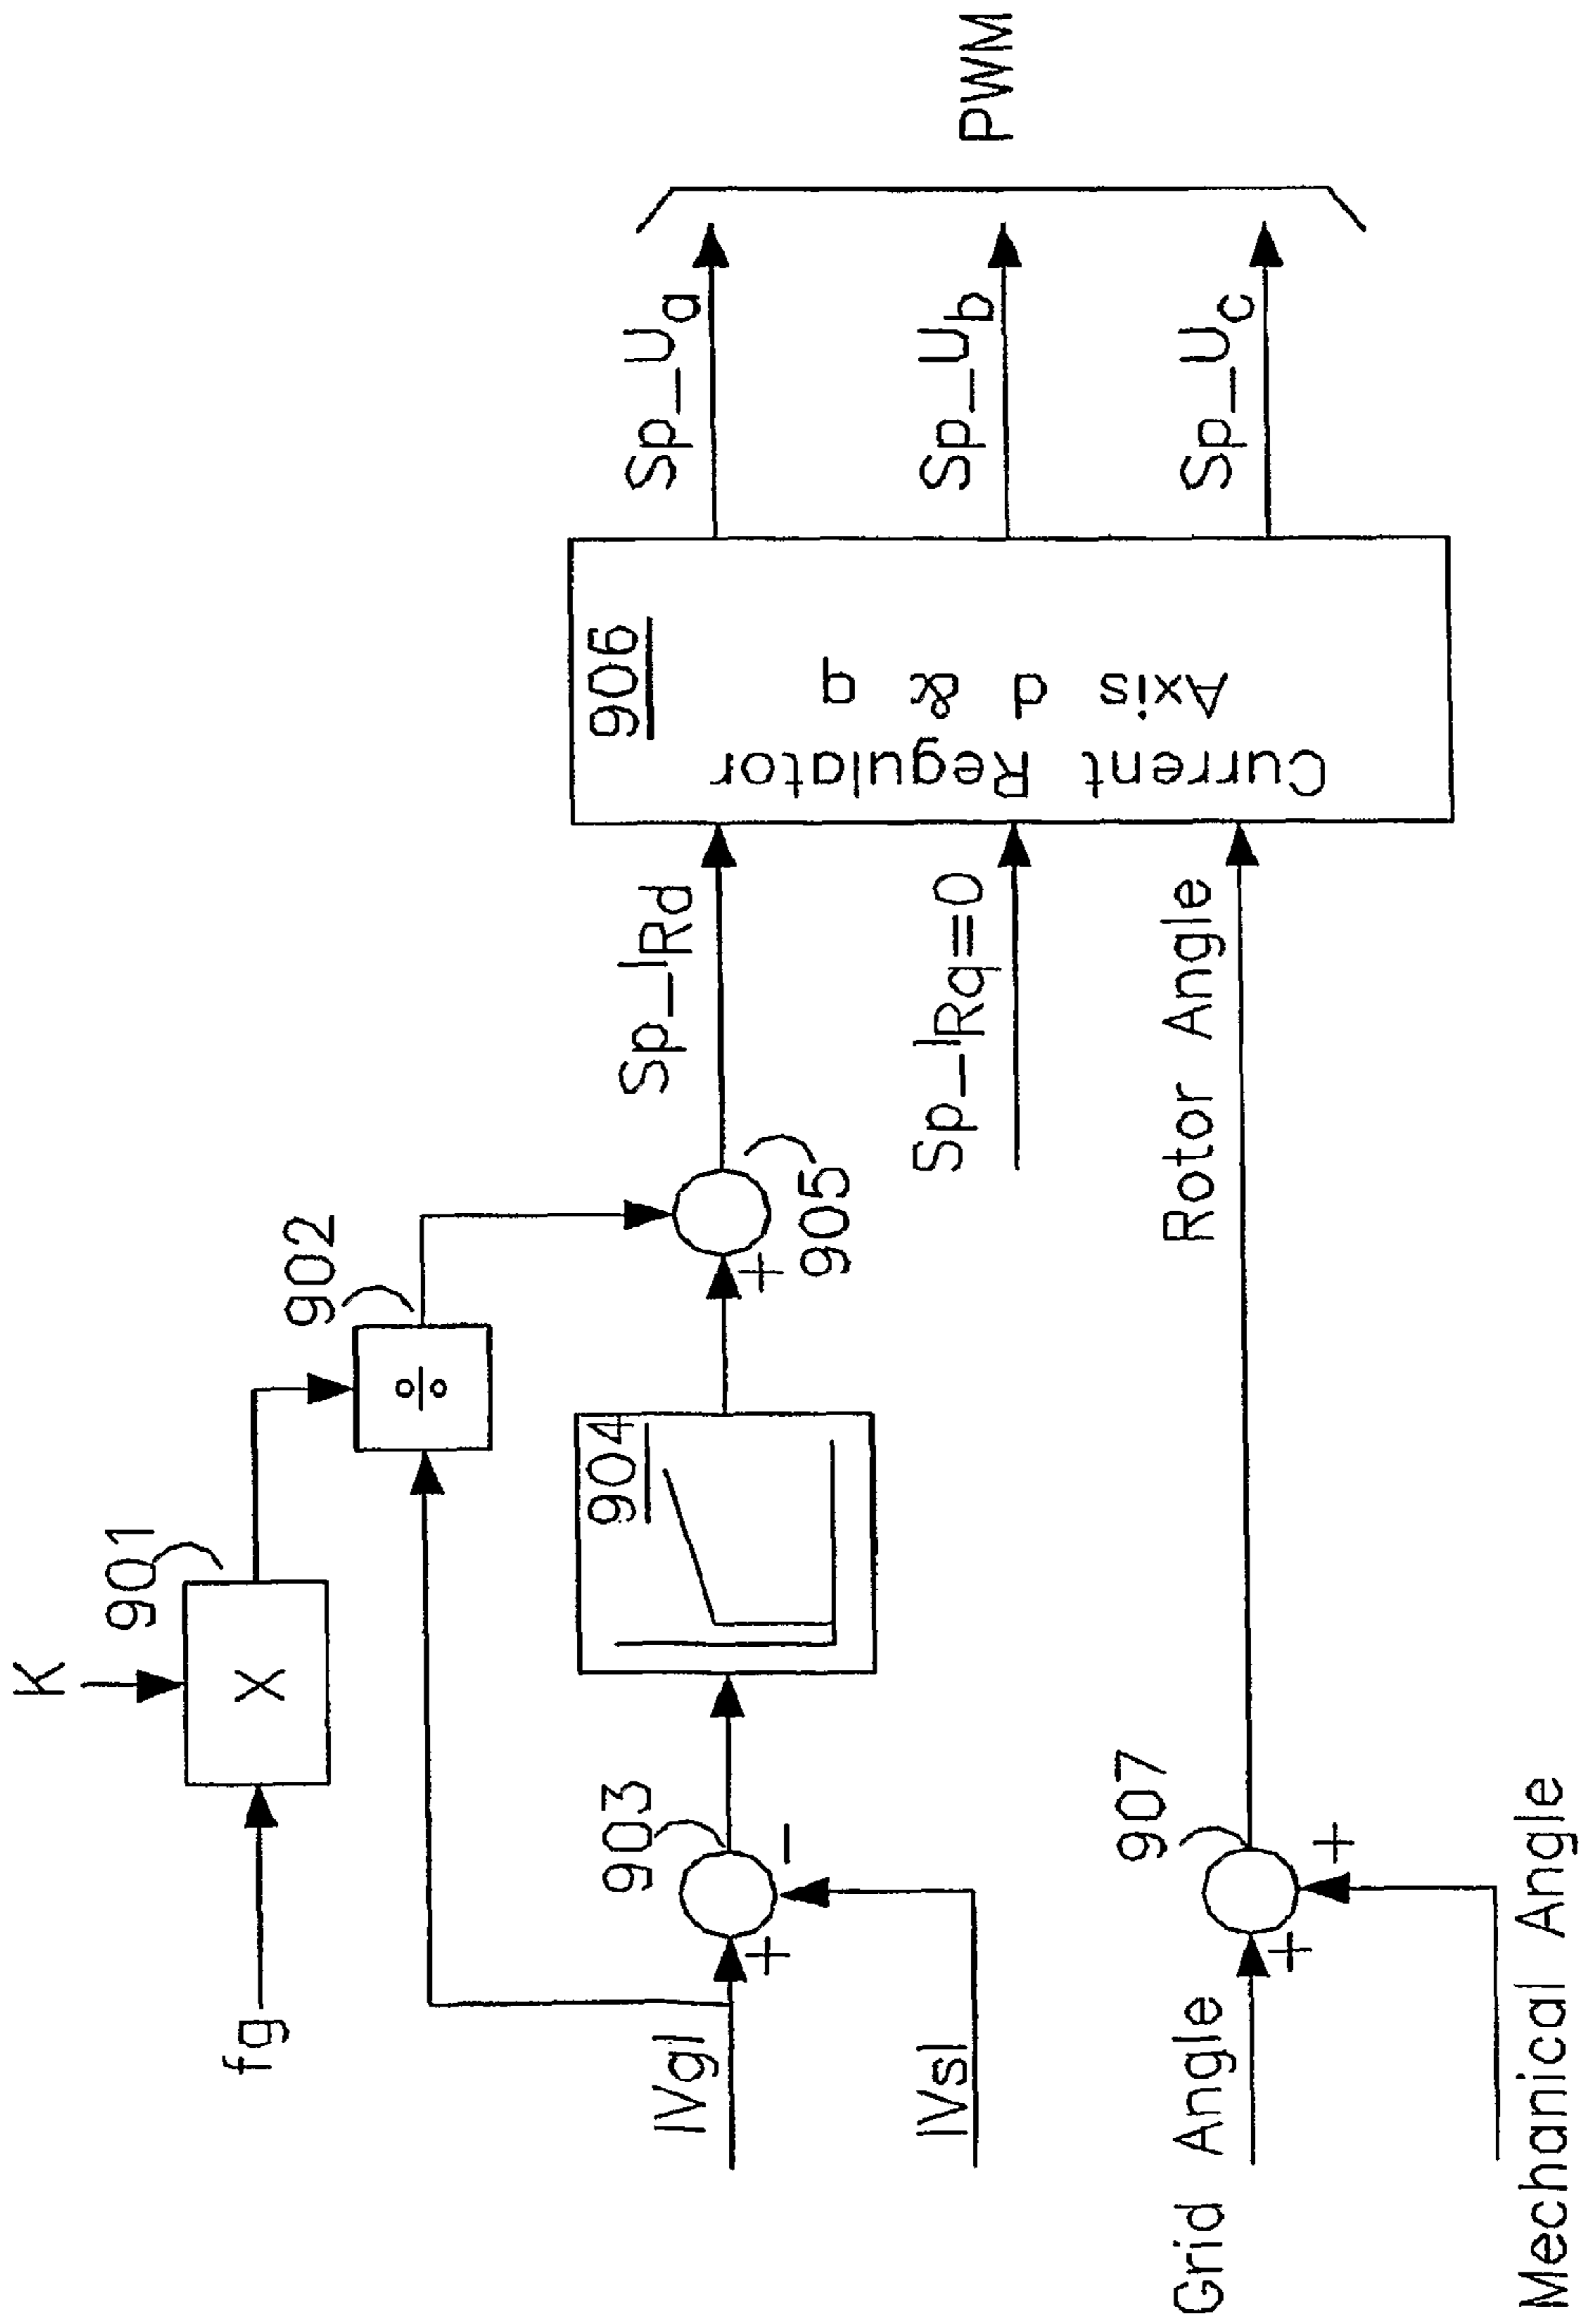 K
901
X
fg
902
÷
|Vg|
+
903
−
|Vs|
904
+
905
Sp_IRd
Sp_IRq=0
906
Current Regulator
Axis d & q
Sp_Ua
Sp_Ub
Sp_Uc
PWM
Grid Angle
+
907
+
Mechanical Angle
Rotor Angle